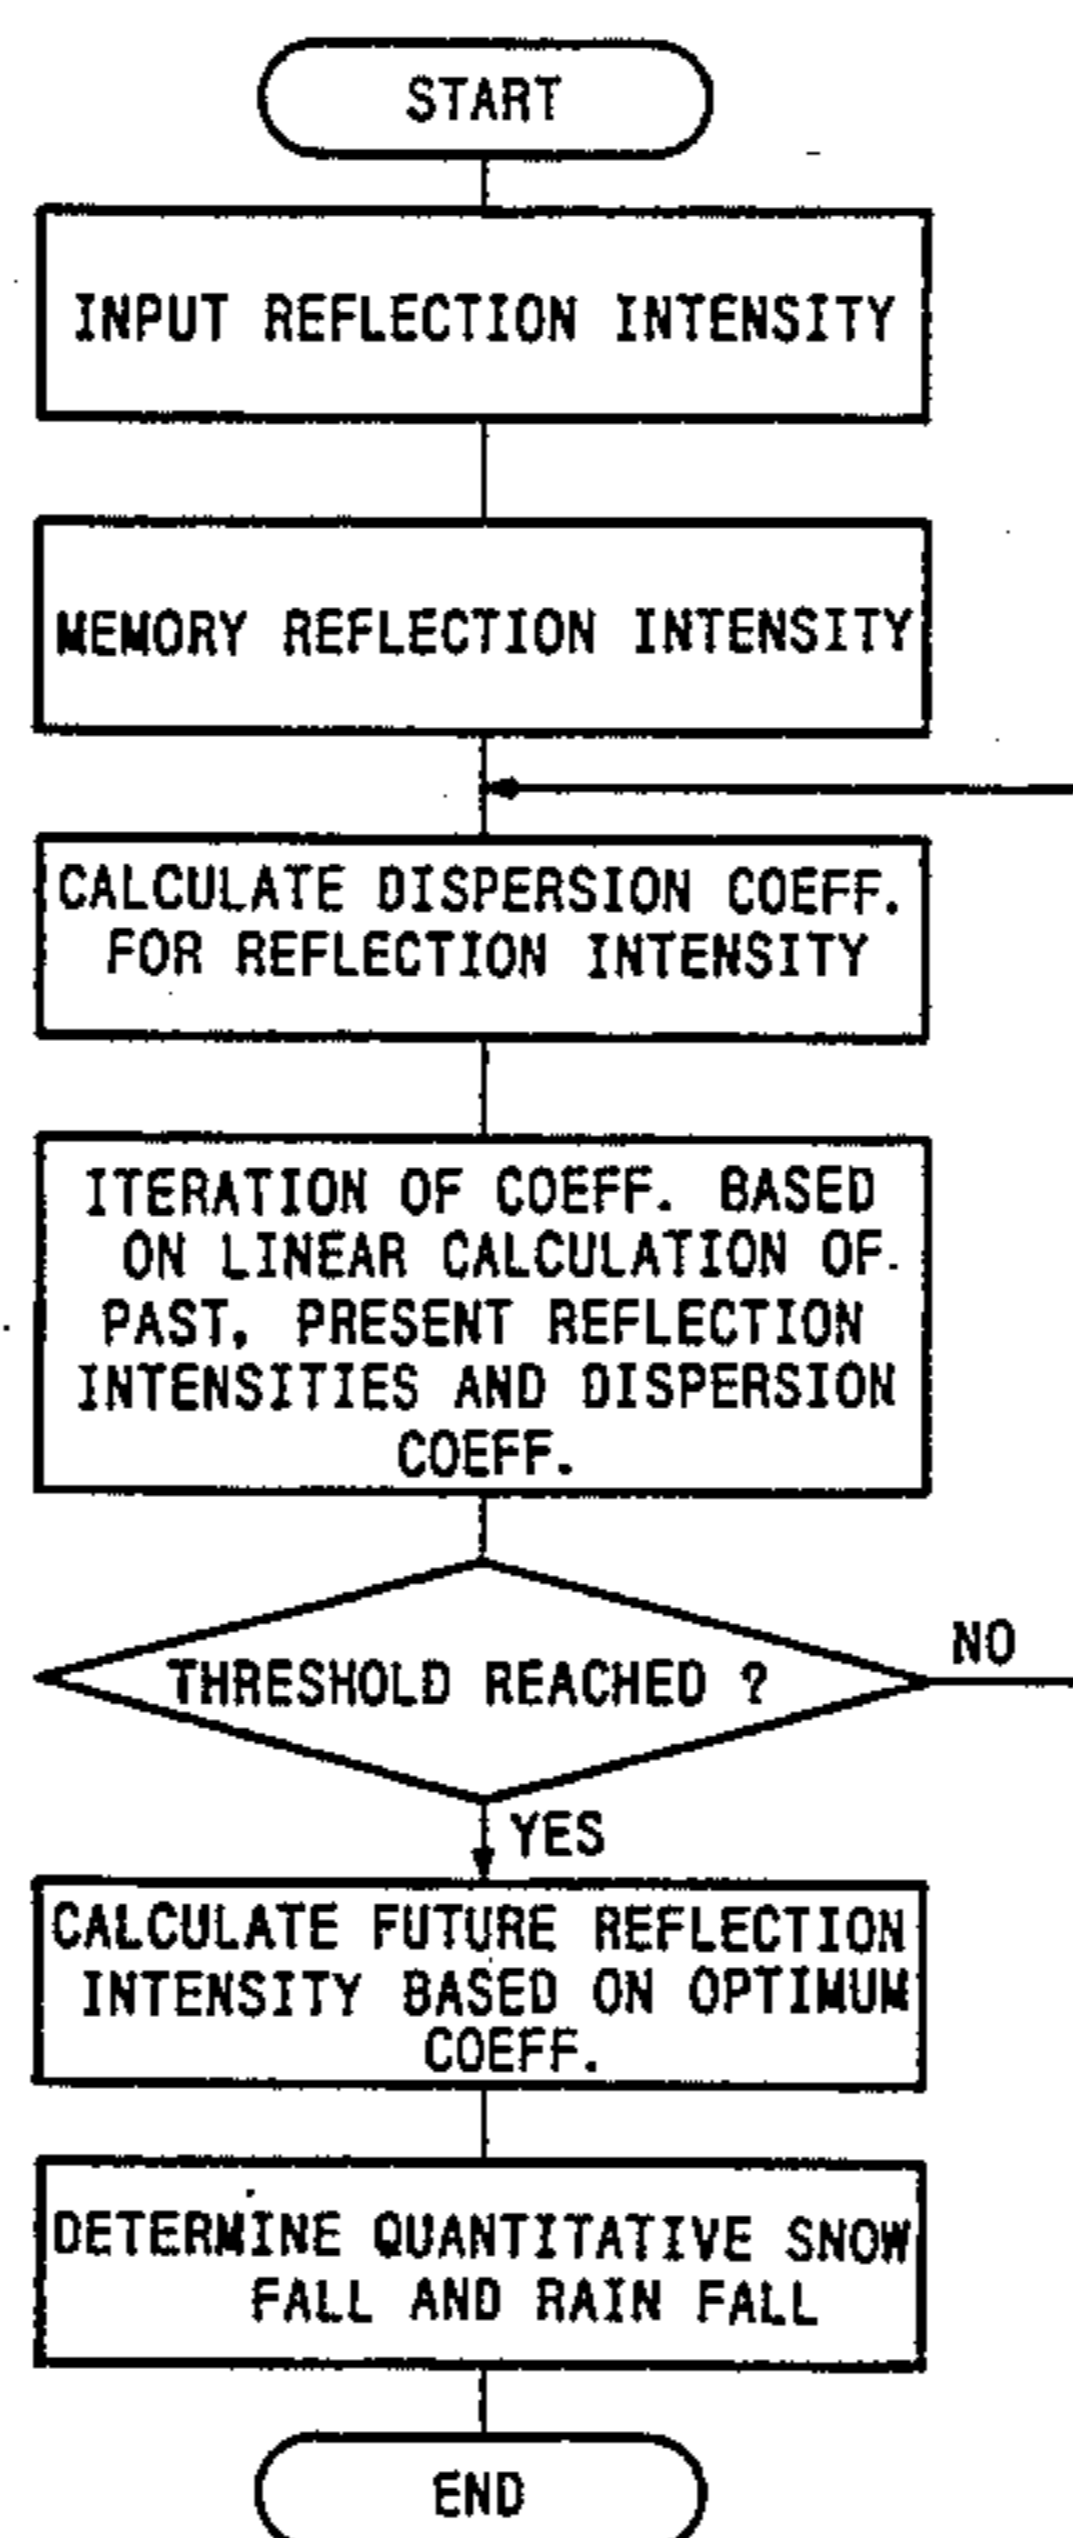 START
INPUT REFLECTION INTENSITY
MEMORY REFLECTION INTENSITY
CALCULATE DISPERSION COEFF.
FOR REFLECTION INTENSITY
ITERATION OF COEFF. BASED
ON LINEAR CALCULATION OF
PAST, PRESENT REFLECTION
INTENSITIES AND DISPERSION
COEFF.
THRESHOLD REACHED ?
NO
YES
CALCULATE FUTURE REFLECTION
INTENSITY BASED ON OPTIMUM
COEFF.
DETERMINE QUANTITATIVE SNOW
FALL AND RAIN FALL
END